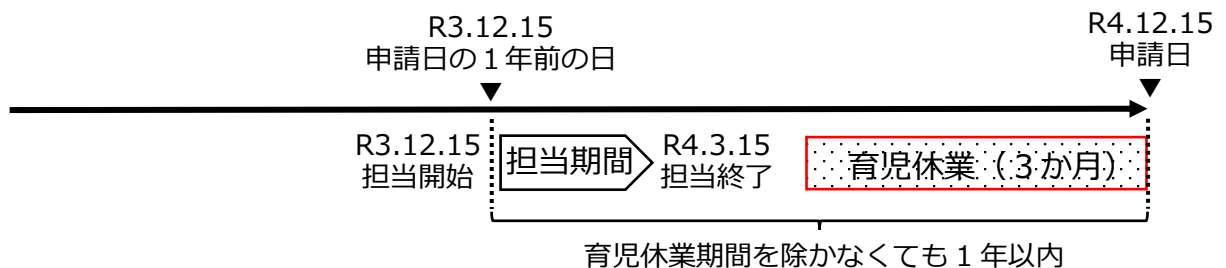 R3.12.15
申請日の１年前の日
R4.12.15
申請日
R3.12.15
担当開始
担当期間
R4.3.15
担当終了
育児休業（３か月）
育児休業期間を除かなくても１年以内